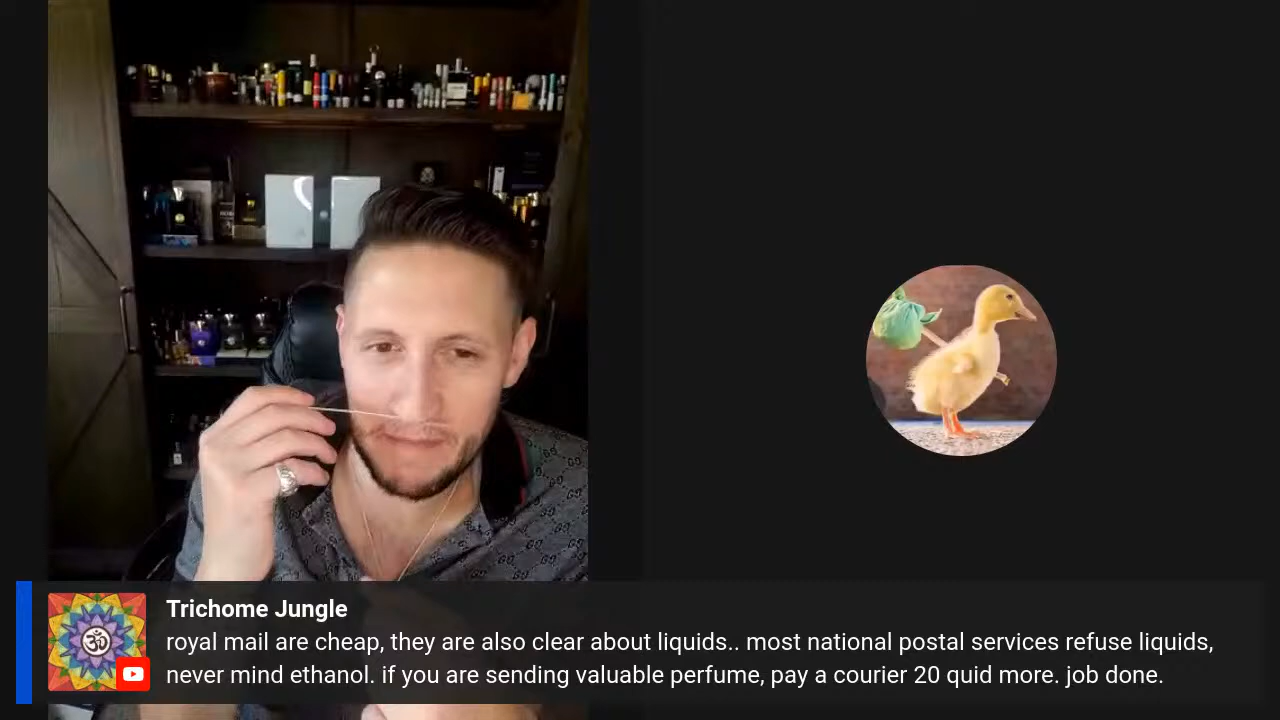 Trichome Jungle
royal mail are cheap, they are also clear about liquids.. most national postal services refuse liquids,
never mind ethanol. if you are sending valuable perfume, pay a courier 20 quid more. job done.